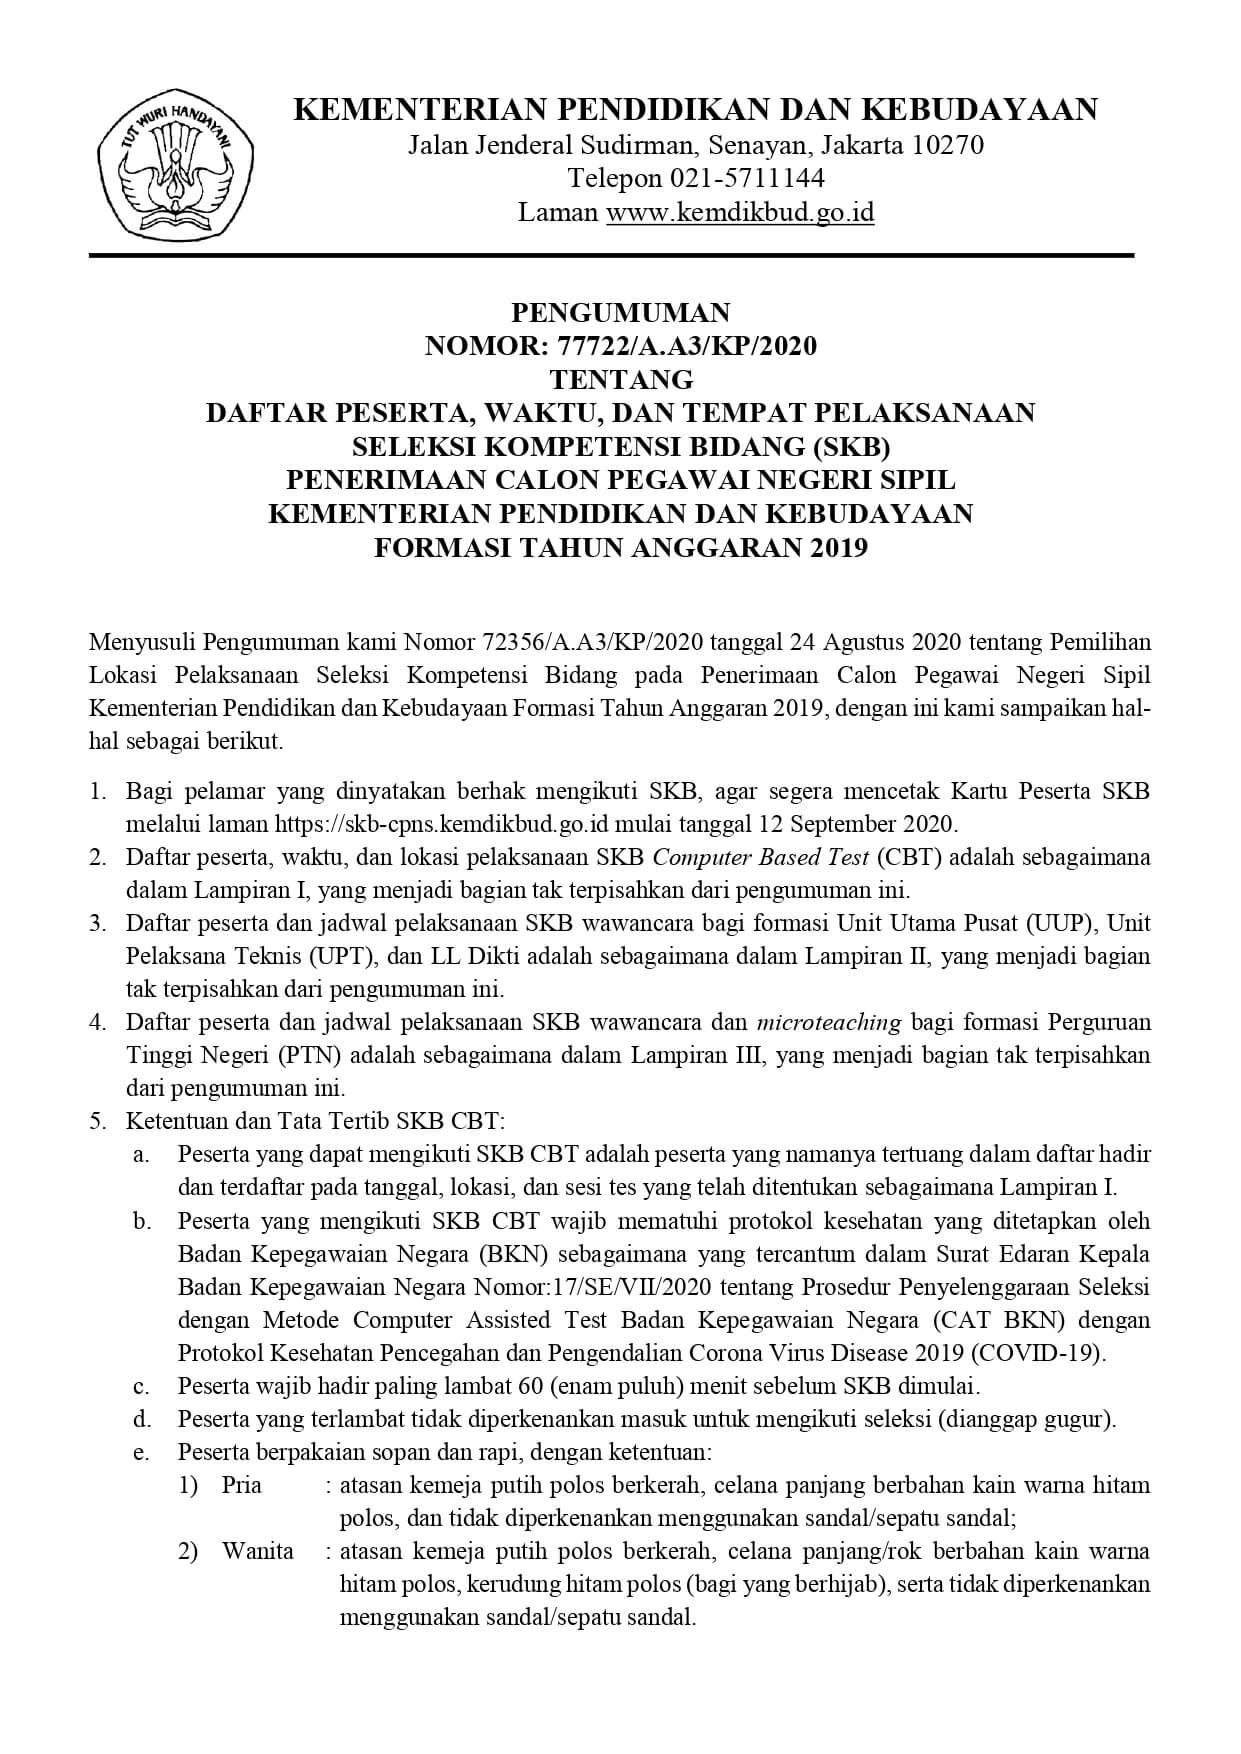 TUT WURI HANDAYANI
KEMENTERIAN PENDIDIKAN DAN KEBUDAYAAN
Jalan Jenderal Sudirman, Senayan, Jakarta 10270
Telepon 021-5711144
Laman www.kemdikbud.go.id
PENGUMUMAN
NOMOR: 77722/A.A3/KP/2020
TENTANG
DAFTAR PESERTA, WAKTU, DAN TEMPAT PELAKSANAAN
SELEKSI KOMPETENSI BIDANG (SKB)
PENERIMAAN CALON PEGAWAI NEGERI SIPIL
KEMENTERIAN PENDIDIKAN DAN KEBUDAYAAN
FORMASI TAHUN ANGGARAN 2019
Menyusuli Pengumuman kami Nomor 72356/A.A3/KP/2020 tanggal 24 Agustus 2020 tentang Pemilihan
Lokasi Pelaksanaan Seleksi Kompetensi Bidang pada Penerimaan Calon Pegawai Negeri Sipil
Kementerian Pendidikan dan Kebudayaan Formasi Tahun Anggaran 2019, dengan ini kami sampaikan hal-
hal sebagai berikut.
1. Bagi pelamar yang dinyatakan berhak mengikuti SKB, agar segera mencetak Kartu Peserta SKB
melalui laman https://skb-cpns.kemdikbud.go.id mulai tanggal 12 September 2020.
2. Daftar peserta, waktu, dan lokasi pelaksanaan SKB Computer Based Test (CBT) adalah sebagaimana
dalam Lampiran I, yang menjadi bagian tak terpisahkan dari pengumuman ini.
3. Daftar peserta dan jadwal pelaksanaan SKB wawancara bagi formasi Unit Utama Pusat (UUP), Unit
Pelaksana Teknis (UPT), dan LL Dikti adalah sebagaimana dalam Lampiran II, yang menjadi bagian
tak terpisahkan dari pengumuman ini.
4. Daftar peserta dan jadwal pelaksanaan SKB wawancara dan microteaching bagi formasi Perguruan
Tinggi Negeri (PTN) adalah sebagaimana dalam Lampiran III, yang menjadi bagian tak terpisahkan
dari pengumuman ini.
5. Ketentuan dan Tata Tertib SKB CBT:
a. Peserta yang dapat mengikuti SKB CBT adalah peserta yang namanya tertuang dalam daftar hadir
dan terdaftar pada tanggal, lokasi, dan sesi tes yang telah ditentukan sebagaimana Lampiran I.
b. Peserta yang mengikuti SKB CBT wajib mematuhi protokol kesehatan yang ditetapkan oleh
Badan Kepegawaian Negara (BKN) sebagaimana yang tercantum dalam Surat Edaran Kepala
Badan Kepegawaian Negara Nomor:17/SE/VII/2020 tentang Prosedur Penyelenggaraan Seleksi
dengan Metode Computer Assisted Test Badan Kepegawaian Negara (CAT BKN) dengan
Protokol Kesehatan Pencegahan dan Pengendalian Corona Virus Disease 2019 (COVID-19).
c. Peserta wajib hadir paling lambat 60 (enam puluh) menit sebelum SKB dimulai.
d. Peserta yang terlambat tidak diperkenankan masuk untuk mengikuti seleksi (dianggap gugur).
e. Peserta berpakaian sopan dan rapi, dengan ketentuan:
1) Pria : atasan kemeja putih polos berkerah, celana panjang berbahan kain warna hitam
polos, dan tidak diperkenankan menggunakan sandal/sepatu sandal;
2) Wanita : atasan kemeja putih polos berkerah, celana panjang/rok berbahan kain warna
hitam polos, kerudung hitam polos (bagi yang berhijab), serta tidak diperkenankan
menggunakan sandal/sepatu sandal.